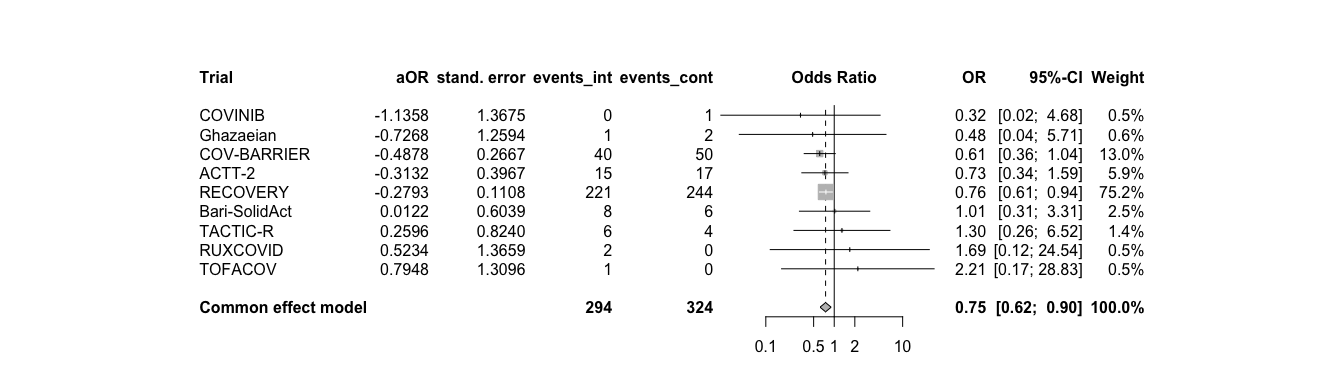 Trial aOR stand. error events_int events_cont Odds Ratio OR 95%-CI Weight
COVINIB -1.1358 1.3675 0 1 0.32 [0.02; 4.68] 0.5%
Ghazaeian -0.7268 1.2594 1 2 0.48 [0.04; 5.71] 0.6%
COV-BARRIER -0.4878 0.2667 40 50 0.61 [0.36; 1.04] 13.0%
ACTT-2 -0.3132 0.3967 15 17 0.73 [0.34; 1.59] 5.9%
RECOVERY -0.2793 0.1108 221 244 0.76 [0.61; 0.94] 75.2%
Bari-SolidAct 0.0122 0.6039 8 6 1.01 [0.31; 3.31] 2.5%
TACTIC-R 0.2596 0.8240 6 4 1.30 [0.26; 6.52] 1.4%
RUXCOVID 0.5234 1.3659 2 0 1.69 [0.12; 24.54] 0.5%
TOFACOV 0.7948 1.3096 1 0 2.21 [0.17; 28.83] 0.5%
Common effect model 294 324 0.75 [0.62; 0.90] 100.0%
0.1 0.5 1 2 10